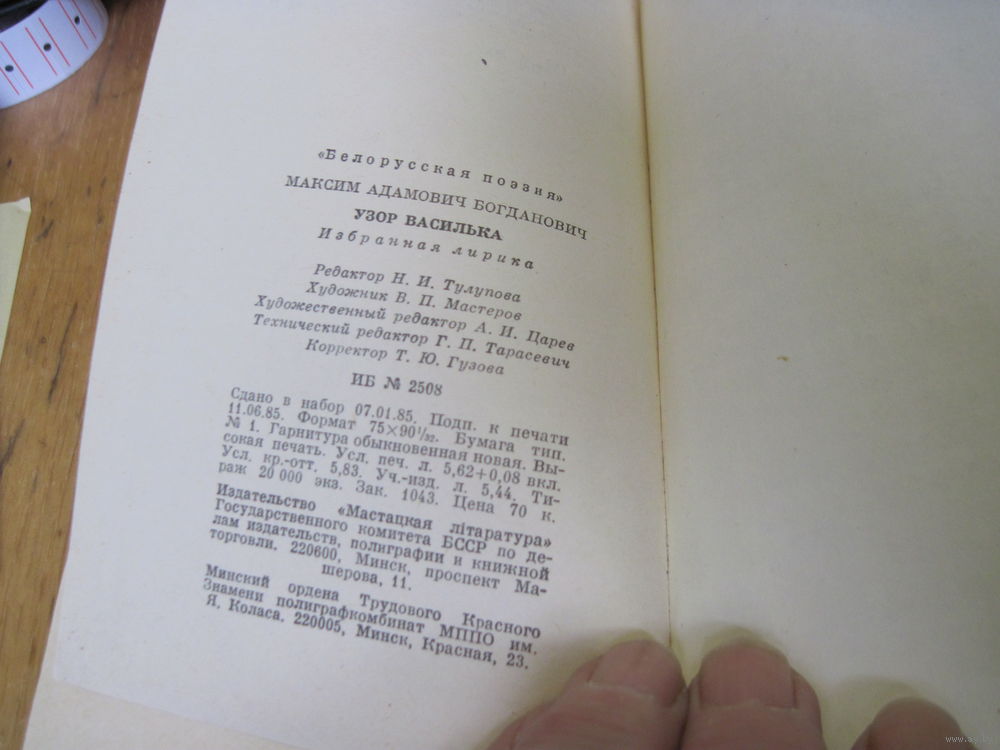 «Белорусская поэзия»
МАКСИМ АДАМОВИЧ БОГДАНОВИЧ
УЗОР ВАСИЛЬКА
Избранная лирика
Редактор Н. И. Тулупова
Художник В. П. Мастеров
Художественный редактор А. И. Царев
Технический редактор Г. П. Тарасевич
Корректор Т. Ю. Гузова
ИБ № 2508
Сдано в набор 07.01.85. Подп. к печати
11.06.85. Формат 75×90¹/₃₂. Бумага тип.
№ 1. Гарнитура обыкновенная новая. Вы-
сокая печать. Усл. печ. л. 5,62+0,08 вкл.
Усл. кр.-отт. 5,83. Уч.-изд. л. 5,44. Ти-
раж 20 000 экз. Зак. 1043. Цена 70 к.
Издательство «Мастацкая літаратура»
Государственного комитета БССР по де-
лам издательств, полиграфии и книжной
торговли. 220600, Минск, проспект Ма-
шерова, 11.
Минский ордена Трудового Красного
Знамени полиграфкомбинат МППО им.
Я. Коласа. 220005, Минск, Красная, 23.